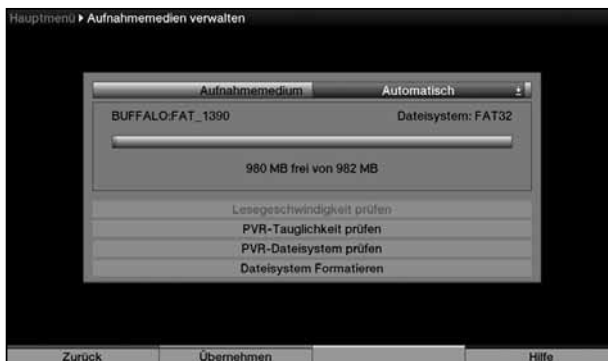 Hauptmenü ▸ Aufnahmemedien verwalten
Aufnahmemedium Automatisch
BUFFALO:FAT_1390 Dateisystem: FAT32
980 MB frei von 982 MB
Lesegeschwindigkeit prüfen
PVR-Tauglichkeit prüfen
PVR-Dateisystem prüfen
Dateisystem Formatieren
Zurück Übernehmen Hilfe